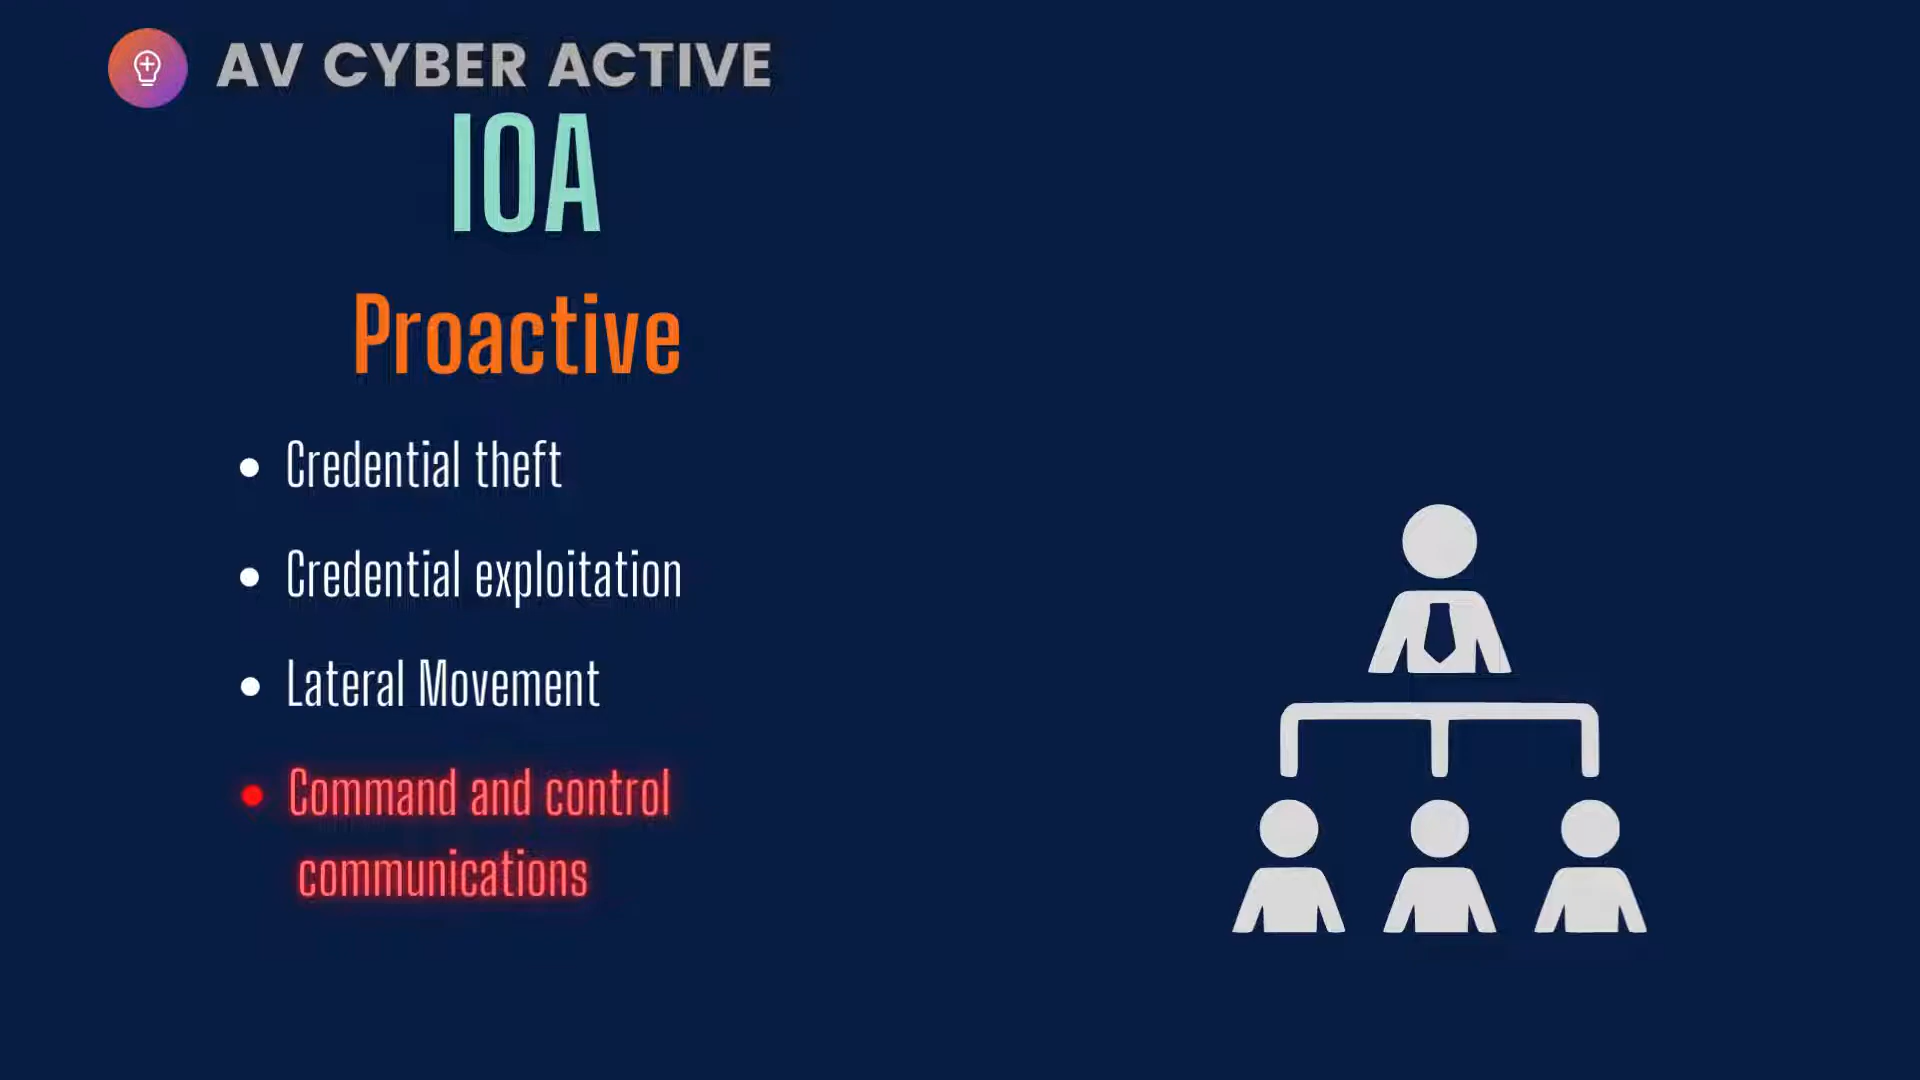 AV CYBER ACTIVE
IOA
Proactive
• Credential theft
• Credential exploitation
• Lateral Movement
• Command and control
communications